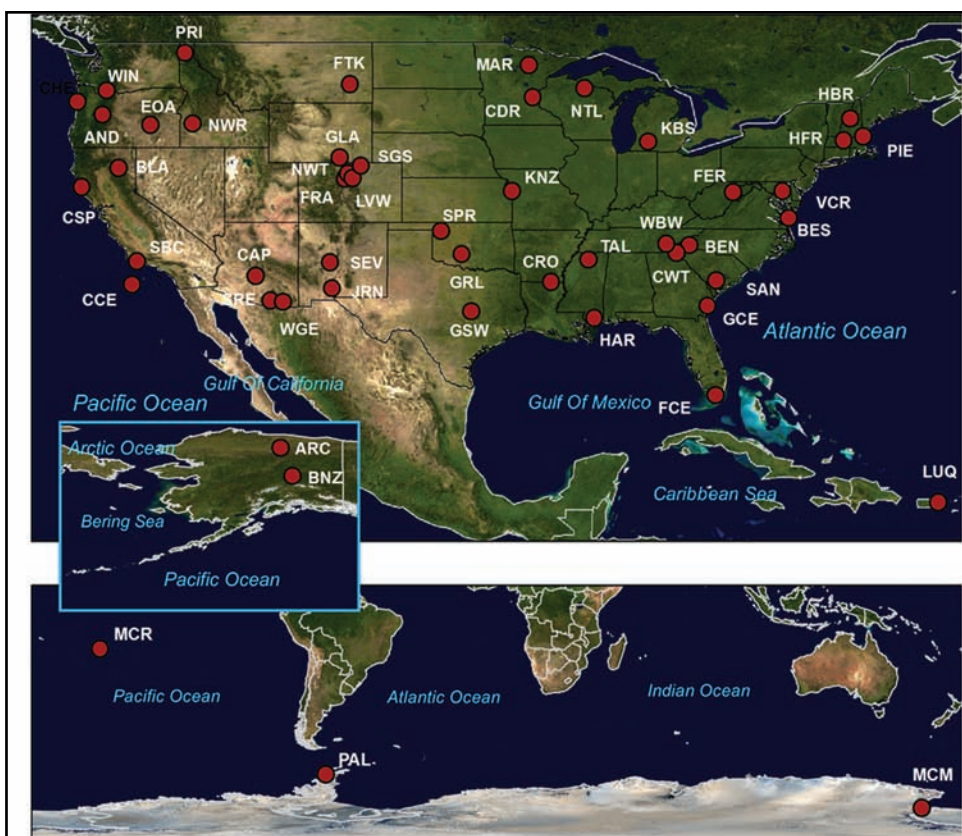 PRI
FTK
MAR
WIN
CHE
CDR
NTL
HBR
EOA
AND
NWR
KBS
HFR
PIE
GLA
SGS
BLA
NWT
FRA
LVW
KNZ
FER
VCR
CSP
SPR
WBW
BES
SBC
CAP
SEV
TAL
BEN
CRO
GRL
CWT
CCE
SRE
JRN
SAN
WGE
GSW
HAR
GCE
Atlantic Ocean
Gulf Of California
Pacific Ocean
Gulf Of Mexico
FCE
Arctic Ocean
ARC
BNZ
LUQ
Caribbean Sea
Bering Sea
Pacific Ocean
MCR
Pacific Ocean
Atlantic Ocean
Indian Ocean
PAL
MCM